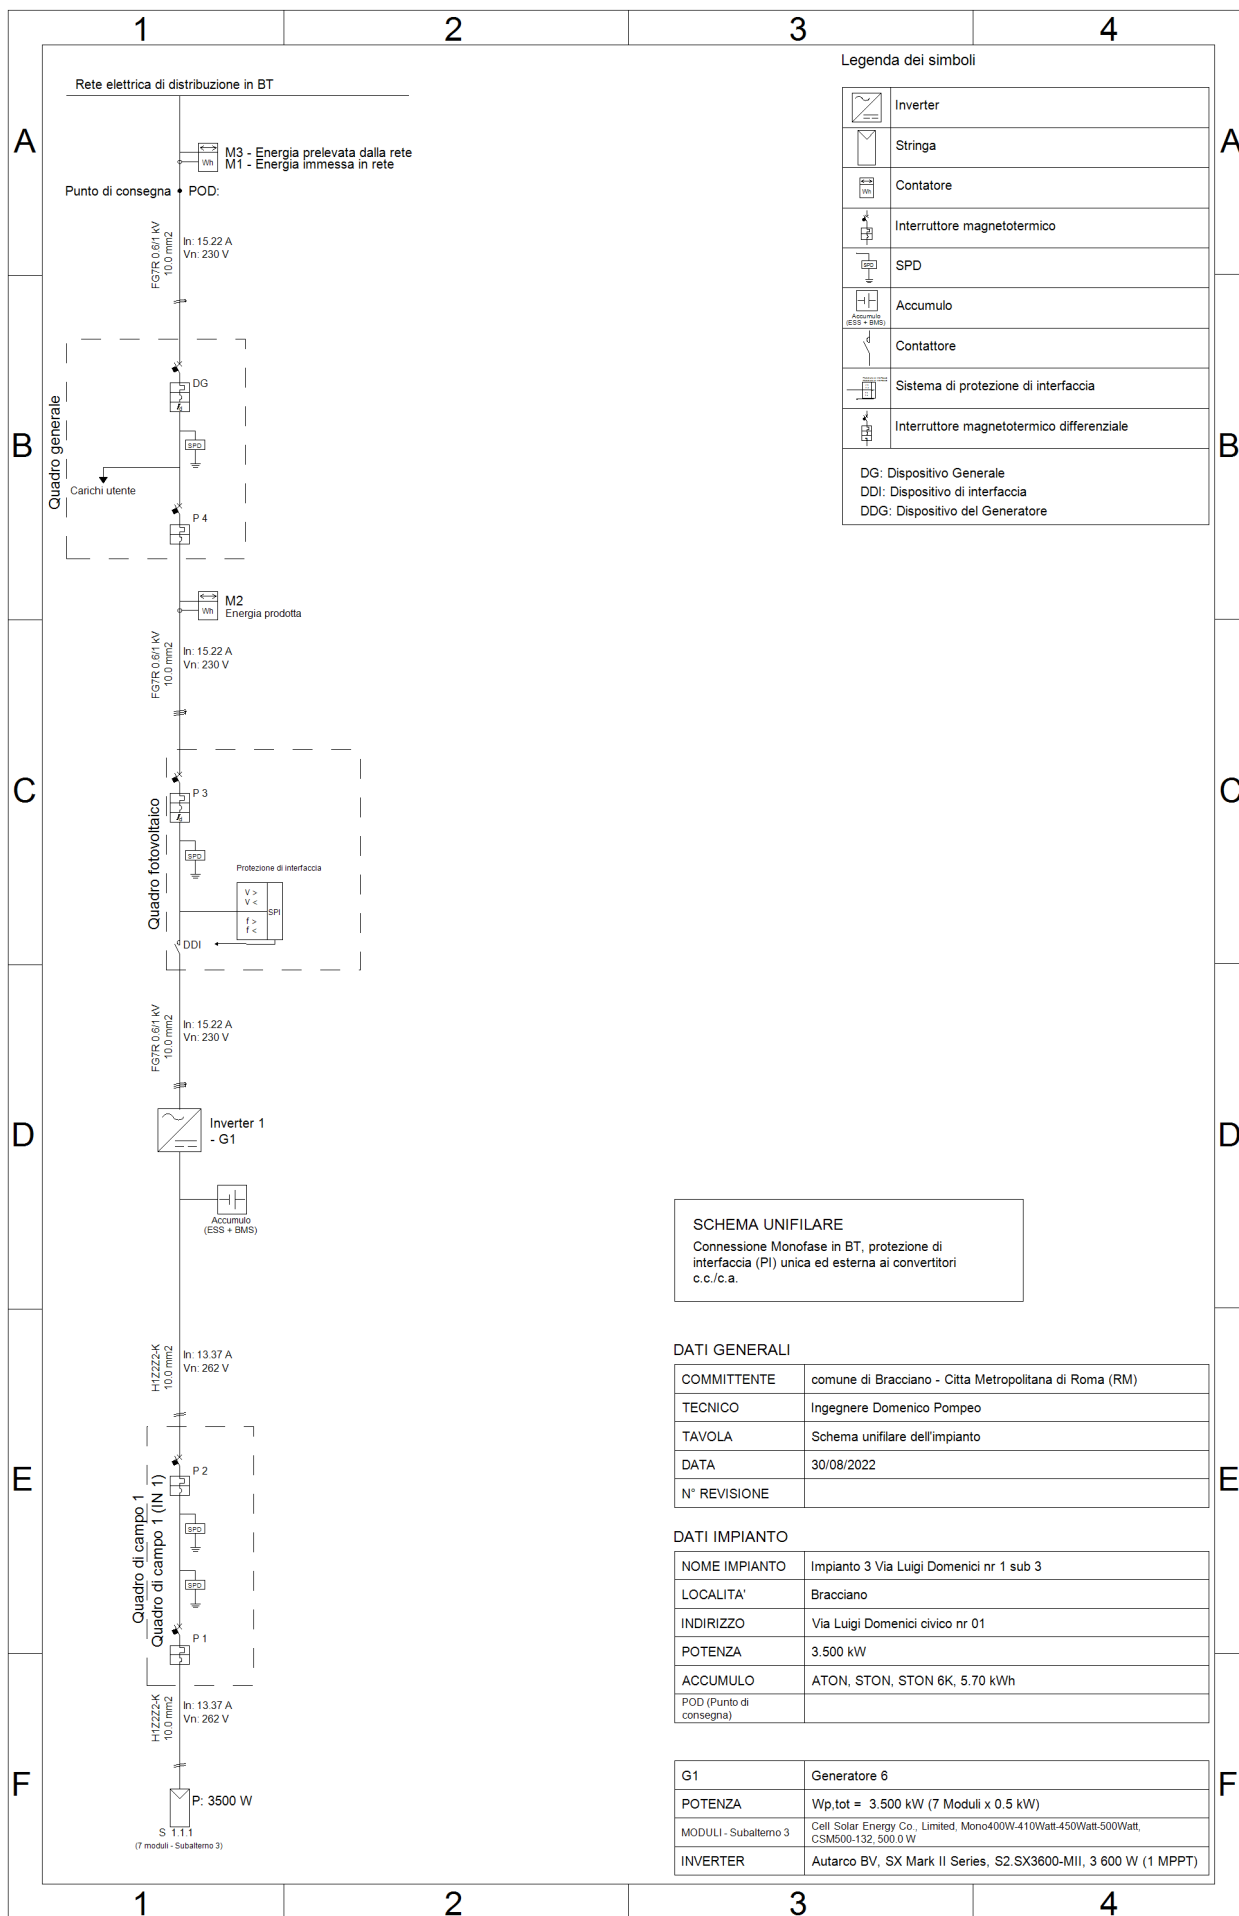 1 2 3 4
Legenda dei simboli
Rete elettrica di distribuzione in BT
Inverter
A A
Stringa
M3 - Energia prelevata dalla rete
Wh M1 - Energia immessa in rete
Contatore
Wh
Punto di consegna POD:
Interruttore magnetotermico
FG7R 0.6/1 kV
10.0 mm2
In: 15.22 A
Vn: 230 V
SPD SPD
Accumulo
Accumulo
(ESS + BMS)
Contattore
Sistema di protezione di interfaccia
Interruttore magnetotermico differenziale
DG: Dispositivo Generale
DDI: Dispositivo di interfaccia
DDG: Dispositivo del Generatore
B B
Quadro generale
DG
SPD
Carichi utente
P 4
M2
Wh Energia prodotta
FG7R 0.6/1 kV
10.0 mm2
In: 15.22 A
Vn: 230 V
C C
Quadro fotovoltaico
P 3
SPD
Protezione di interfaccia
V >
V <
SPI
f >
f <
DDI
FG7R 0.6/1 kV
10.0 mm2
In: 15.22 A
Vn: 230 V
D D
Inverter 1
- G1
Accumulo
(ESS + BMS)
SCHEMA UNIFILARE
Connessione Monofase in BT, protezione di
interfaccia (PI) unica ed esterna ai convertitori
c.c./c.a.
H1Z2Z2-K
10.0 mm2
In: 13.37 A
Vn: 262 V
DATI GENERALI
COMMITTENTE comune di Bracciano - Citta Metropolitana di Roma (RM)
TECNICO Ingegnere Domenico Pompeo
TAVOLA Schema unifilare dell'impianto
DATA 30/08/2022
N° REVISIONE
E E
Quadro di campo 1
Quadro di campo 1 (IN 1)
P 2
SPD
SPD
P 1
DATI IMPIANTO
NOME IMPIANTO Impianto 3 Via Luigi Domenici nr 1 sub 3
LOCALITA' Bracciano
INDIRIZZO Via Luigi Domenici civico nr 01
POTENZA 3.500 kW
ACCUMULO ATON, STON, STON 6K, 5.70 kWh
POD (Punto di
consegna)
H1Z2Z2-K
10.0 mm2
In: 13.37 A
Vn: 262 V
F F
P: 3500 W
S 1.1.1
(7 moduli - Subalterno 3)
G1 Generatore 6
POTENZA Wp,tot = 3.500 kW (7 Moduli x 0.5 kW)
MODULI - Subalterno 3 Cell Solar Energy Co., Limited, Mono400W-410Watt-450Watt-500Watt,
CSM500-132, 500.0 W
INVERTER Autarco BV, SX Mark II Series, S2.SX3600-MII, 3 600 W (1 MPPT)
1 2 3 4